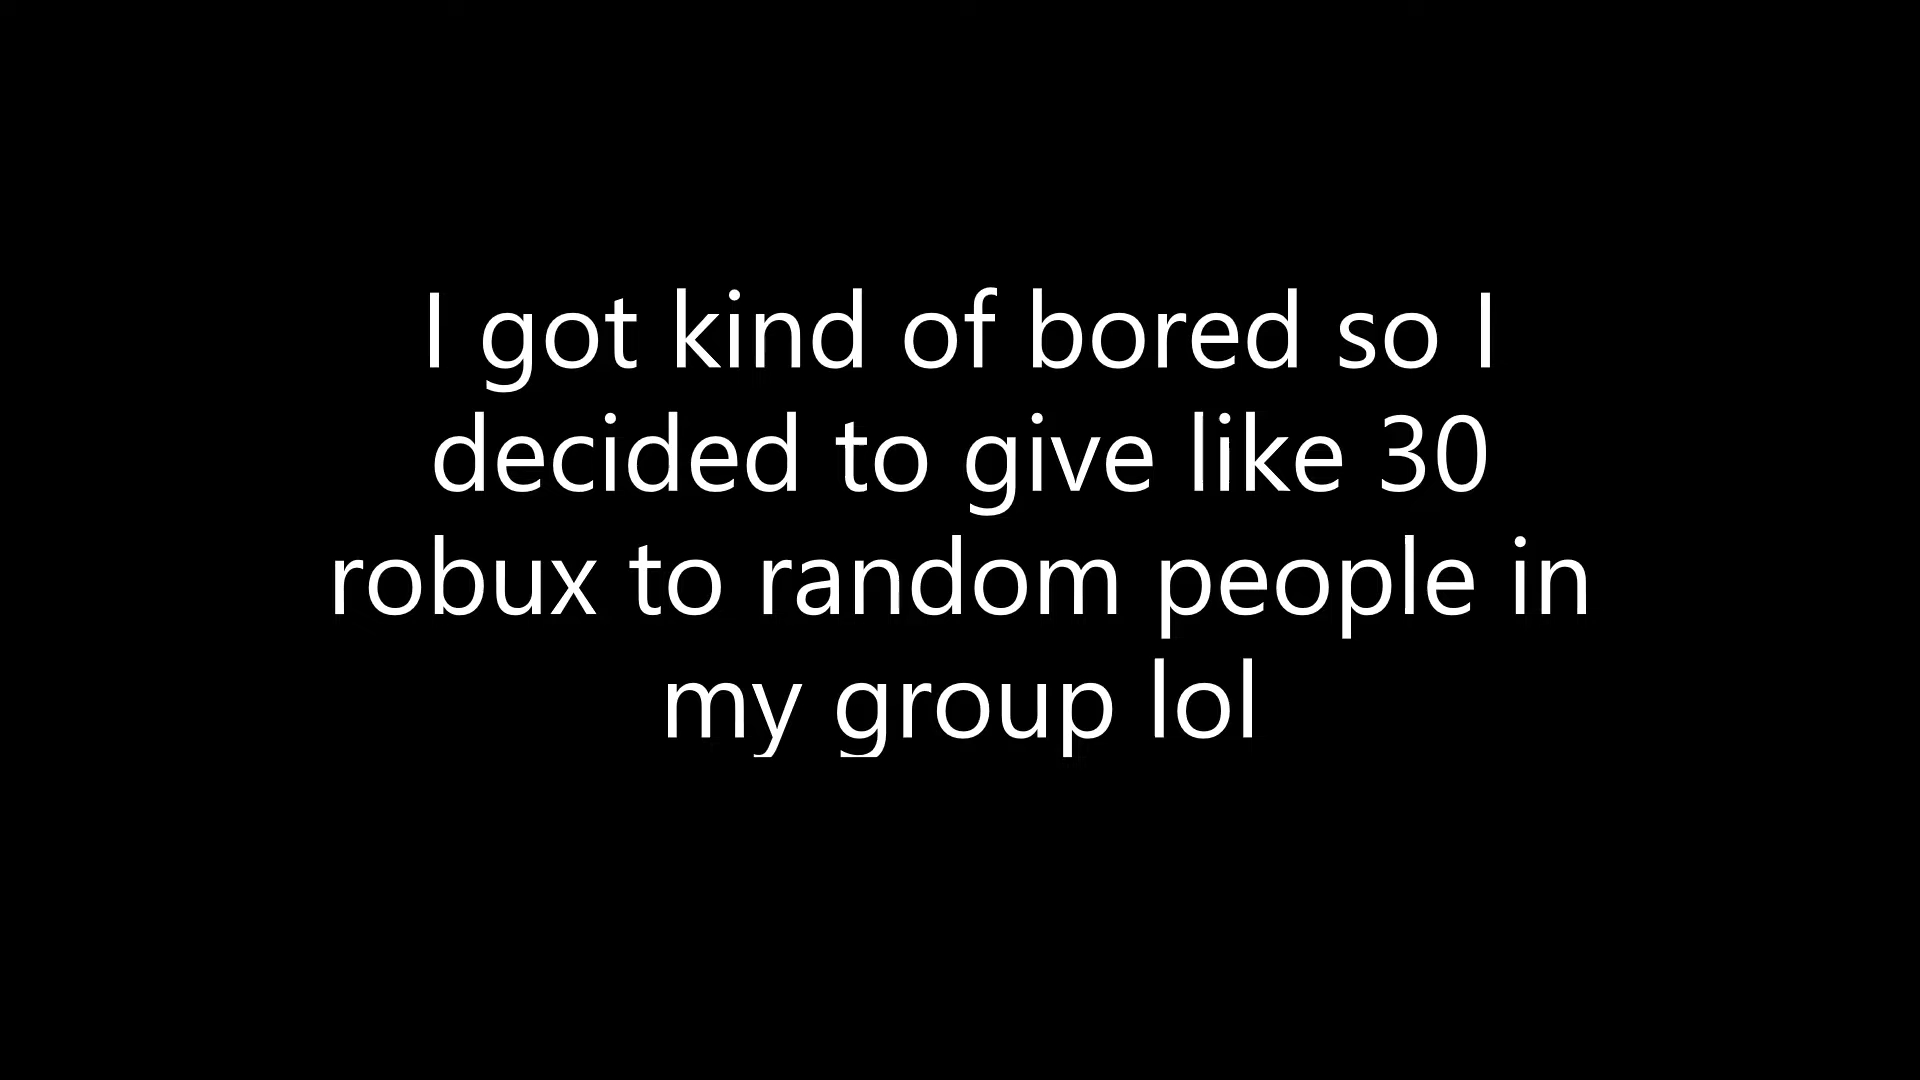 I got kind of bored so I
decided to give like 30
robux to random people in
my group lol